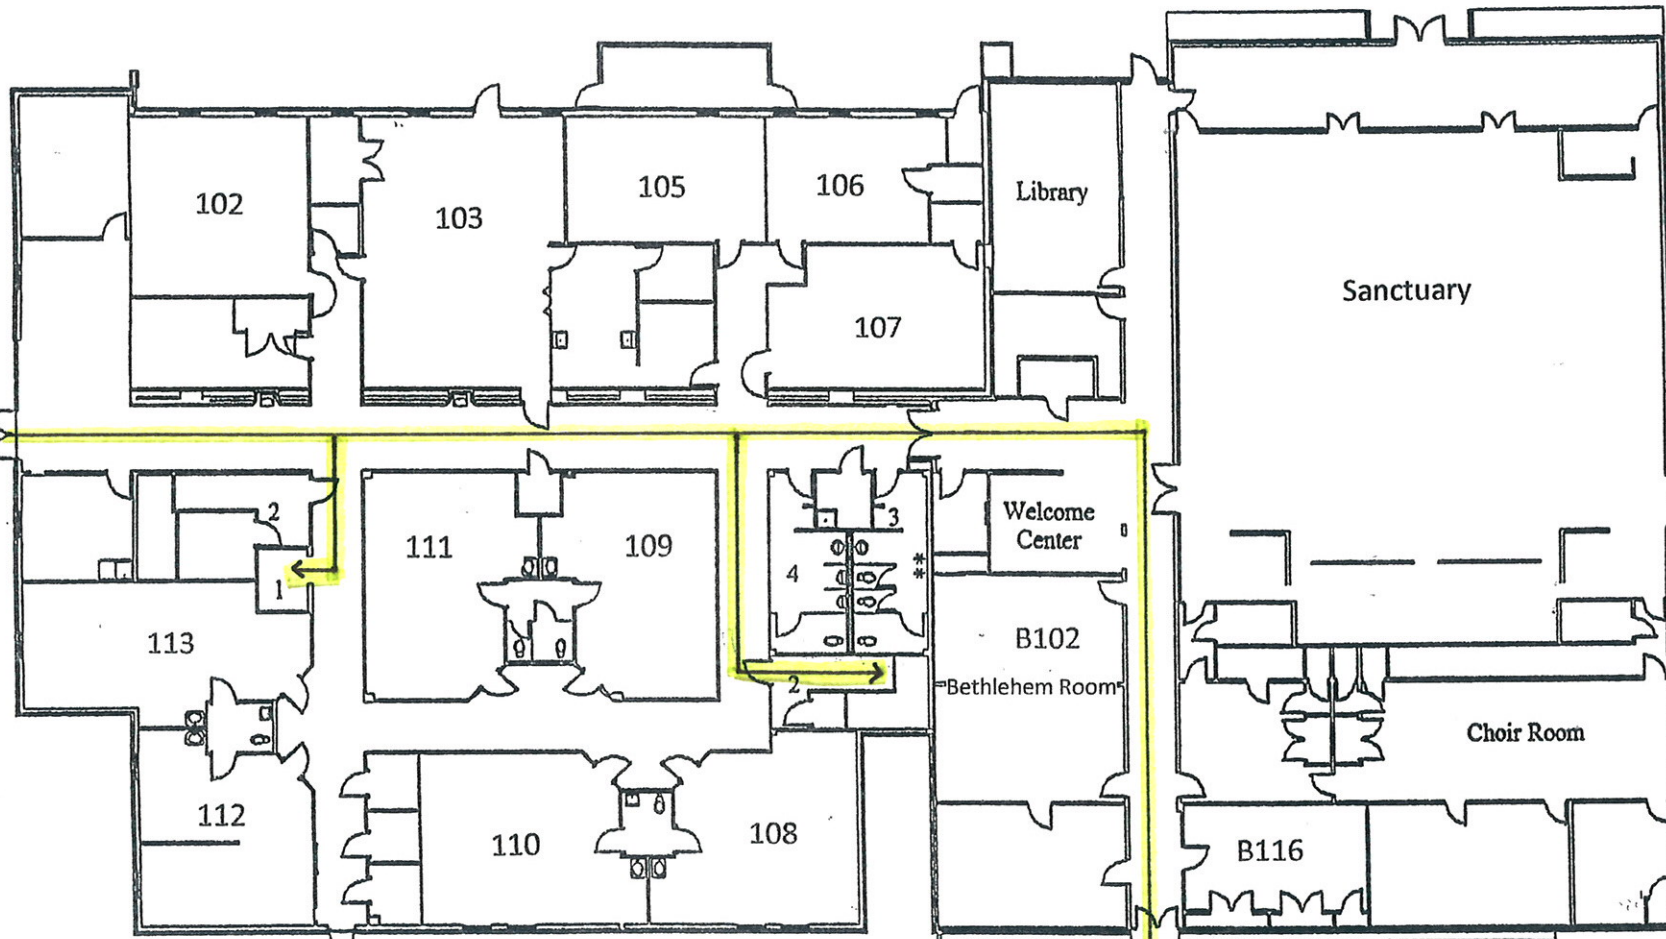 102
103
105
106
Library
107
Sanctuary
2
1
111
109
3
4
**
Welcome
Center
113
B102
"Bethlehem Room"
2
112
110
108
Choir Room
B116